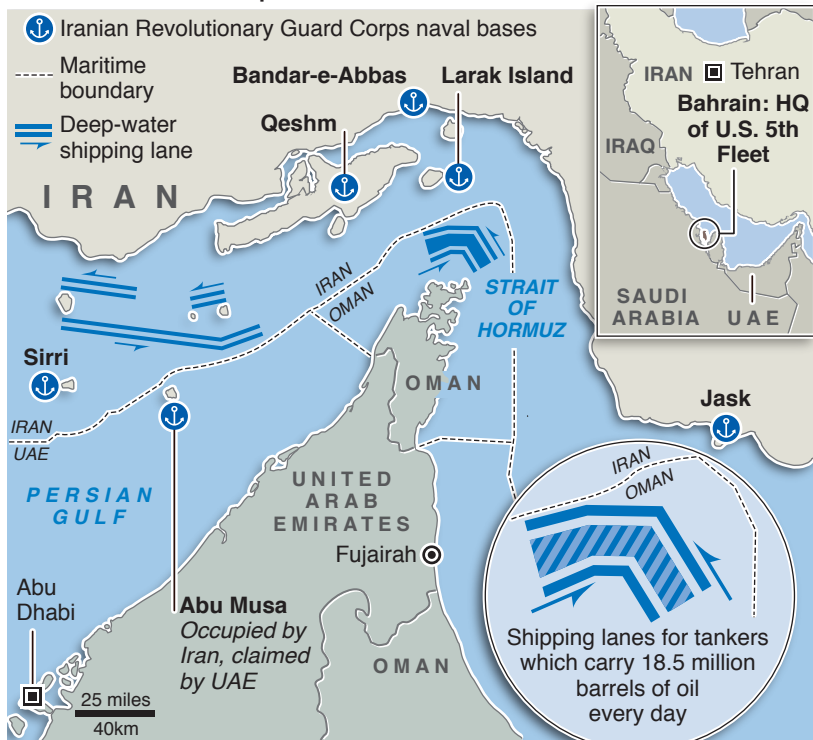 Iranian Revolutionary Guard Corps naval bases
Maritime
boundary
Deep-water
shipping lane
Bandar-e-Abbas
Larak Island
Qeshm
IRAN
IRAN
OMAN
STRAIT
OF
HORMUZ
Sirri
IRAN
UAE
PERSIAN
GULF
OMAN
UNITED
ARAB
EMIRATES
Fujairah
Abu
Dhabi
Abu Musa
Occupied by
Iran, claimed
by UAE
OMAN
25 miles
40km
Jask
IRAN
Tehran
Bahrain: HQ
of U.S. 5th
Fleet
IRAQ
SAUDI
ARABIA
UAE
IRAN
OMAN
Shipping lanes for tankers
which carry 18.5 million
barrels of oil
every day